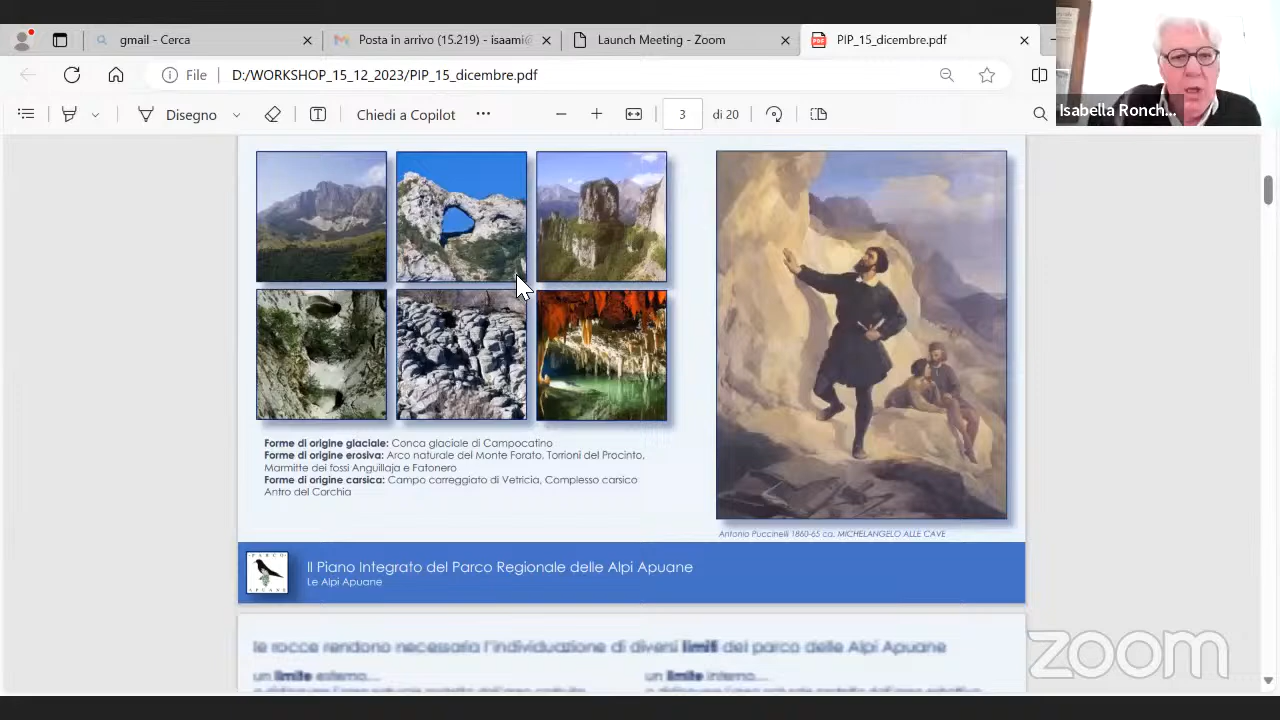 gmail - Cerca
Posta in arrivo (15.219) - isaami@
Launch Meeting - Zoom
PIP_15_dicembre.pdf
File
D:/WORKSHOP_15_12_2023/PIP_15_dicembre.pdf
Disegno
Chiedi a Copilot
3
di 20
Isabella Ronch...
Forme di origine glaciale: Conca glaciale di Campocatino
Forme di origine erosiva: Arco naturale del Monte Forato, Torrioni del Procinto,
Marmitte dei fossi Anguillaja e Fatonero
Forme di origine carsica: Campo carreggiato di Vetricia, Complesso carsico
Antro del Corchia
Antonio Puccinelli 1860-65 ca. MICHELANGELO ALLE CAVE
PARCO
APUANE
Il Piano Integrato del Parco Regionale delle Alpi Apuane
Le Alpi Apuane
le rocce rendono necessaria l'individuazione di diversi limiti del parco delle Alpi Apuane
un limite esterno...
un limite interno...
zoom